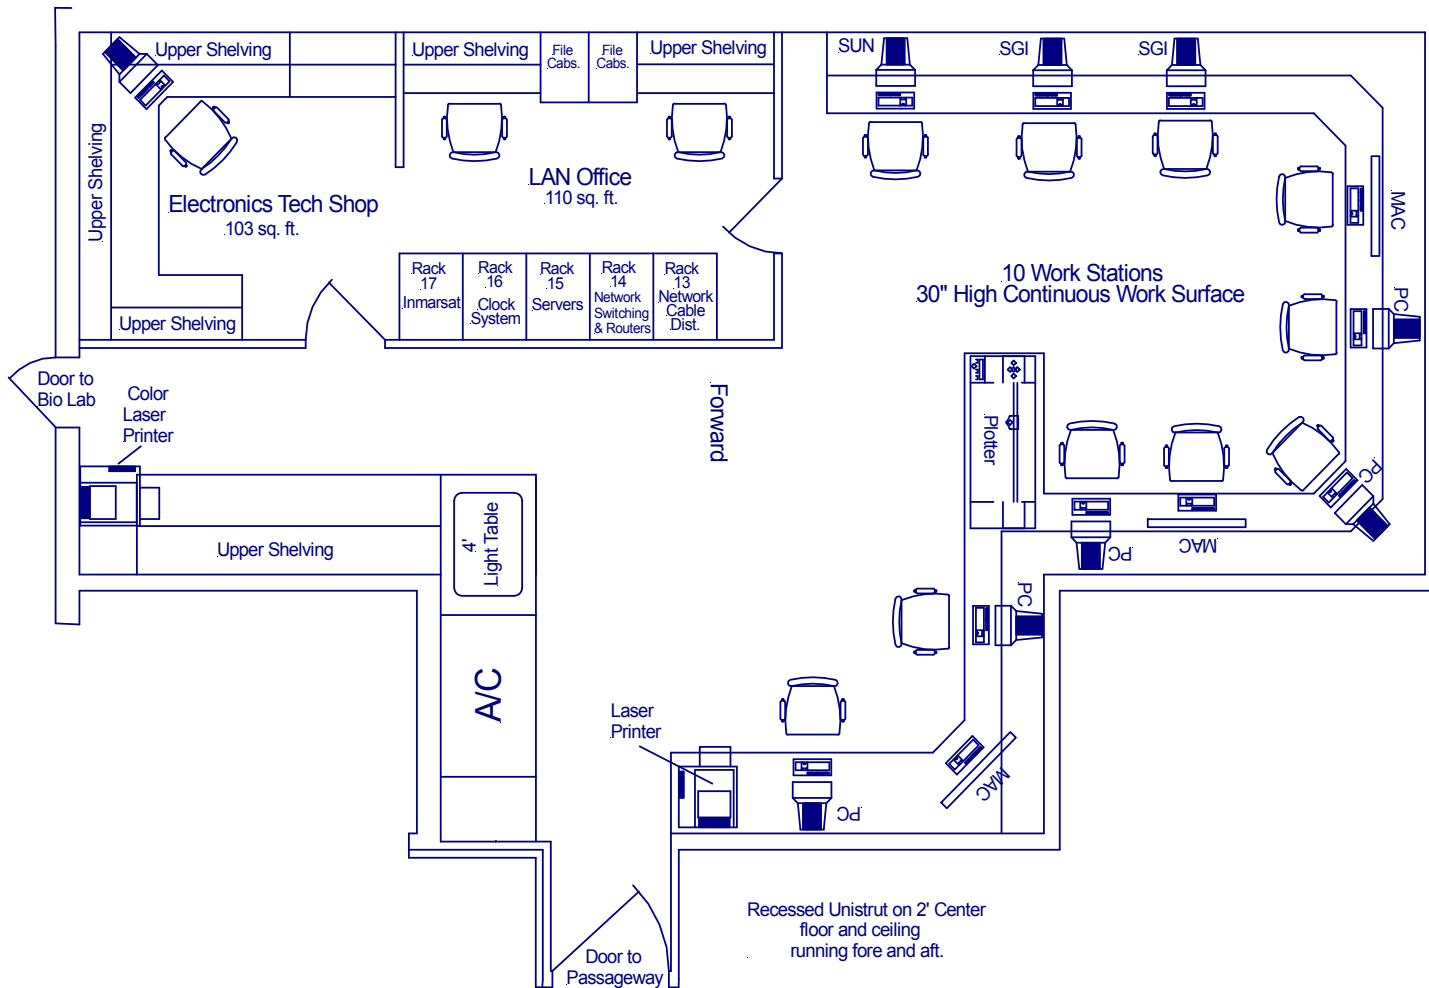 Upper Shelving
Upper Shelving
File
Cabs.
File
Cabs.
Upper Shelving
SUN
SGI
SGI
Upper Shelving
LAN Office
110 sq. ft.
Electronics Tech Shop
103 sq. ft.
MAC
10 Work Stations
30" High Continuous Work Surface
PC
Rack
17
Inmarsat
Rack
16
Clock
System
Rack
15
Servers
Rack
14
Network
Switching
& Routers
Rack
13
Network
Cable
Dist.
Upper Shelving
Door to
Bio Lab
Color
Laser
Printer
Forward
Plotter
PC
Upper Shelving
4'
Light Table
PC
MAC
PC
A/C
Laser
Printer
MAC
PC
Recessed Unistrut on 2' Center
floor and ceiling
running fore and aft.
Door to
Passageway